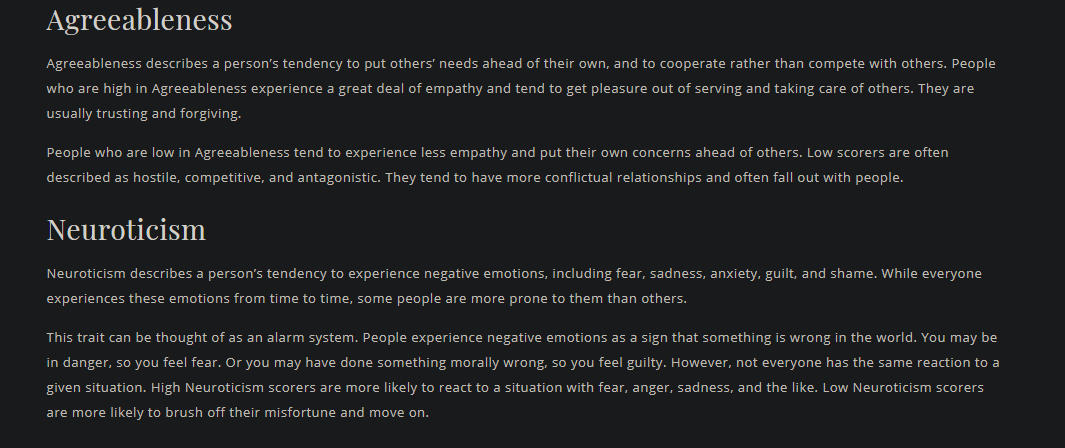 Agreeableness
Agreeableness describes a person’s tendency to put others’ needs ahead of their own, and to cooperate rather than compete with others. People
who are high in Agreeableness experience a great deal of empathy and tend to get pleasure out of serving and taking care of others. They are
usually trusting and forgiving.
People who are low in Agreeableness tend to experience less empathy and put their own concerns ahead of others. Low scorers are often
described as hostile, competitive, and antagonistic. They tend to have more conflictual relationships and often fall out with people.
Neuroticism
Neuroticism describes a person’s tendency to experience negative emotions, including fear, sadness, anxiety, guilt, and shame. While everyone
experiences these emotions from time to time, some people are more prone to them than others.
This trait can be thought of as an alarm system. People experience negative emotions as a sign that something is wrong in the world. You may be
in danger, so you feel fear. Or you may have done something morally wrong, so you feel guilty. However, not everyone has the same reaction to a
given situation. High Neuroticism scorers are more likely to react to a situation with fear, anger, sadness, and the like. Low Neuroticism scorers
are more likely to brush off their misfortune and move on.